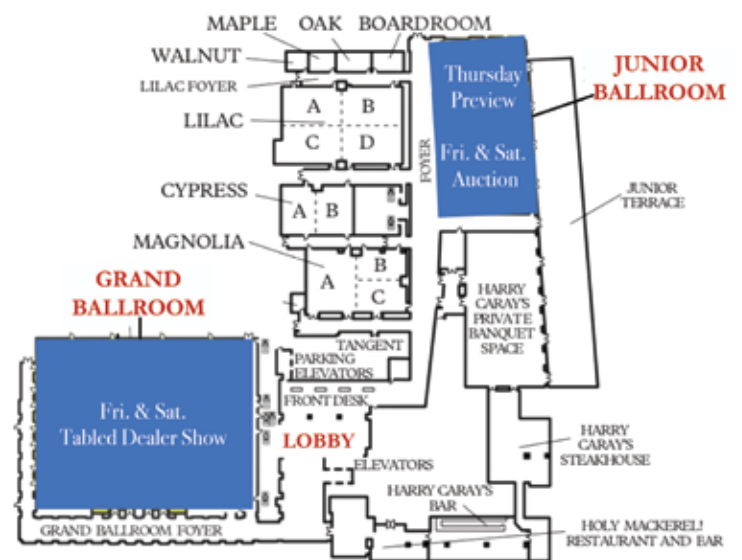 MAPLE OAK BOARDROOM
WALNUT
LILAC FOYER
LILAC
A B
C D
FOYER
Thursday
Preview
Fri. & Sat.
Auction
JUNIOR
BALLROOM
JUNIOR
TERRACE
CYPRESS
A B
MAGNOLIA
A B
C
GRAND
BALLROOM
HARRY
CARAY'S
PRIVATE
BANQUET
SPACE
TANGENT
PARKING
ELEVATORS
FRONT DESK
Fri. & Sat.
Tabled Dealer Show
LOBBY
ELEVATORS
HARRY
CARAY'S
STEAKHOUSE
HARRY CARAY'S
BAR
GRAND BALLROOM FOYER
HOLY MACKEREL!
RESTAURANT AND BAR